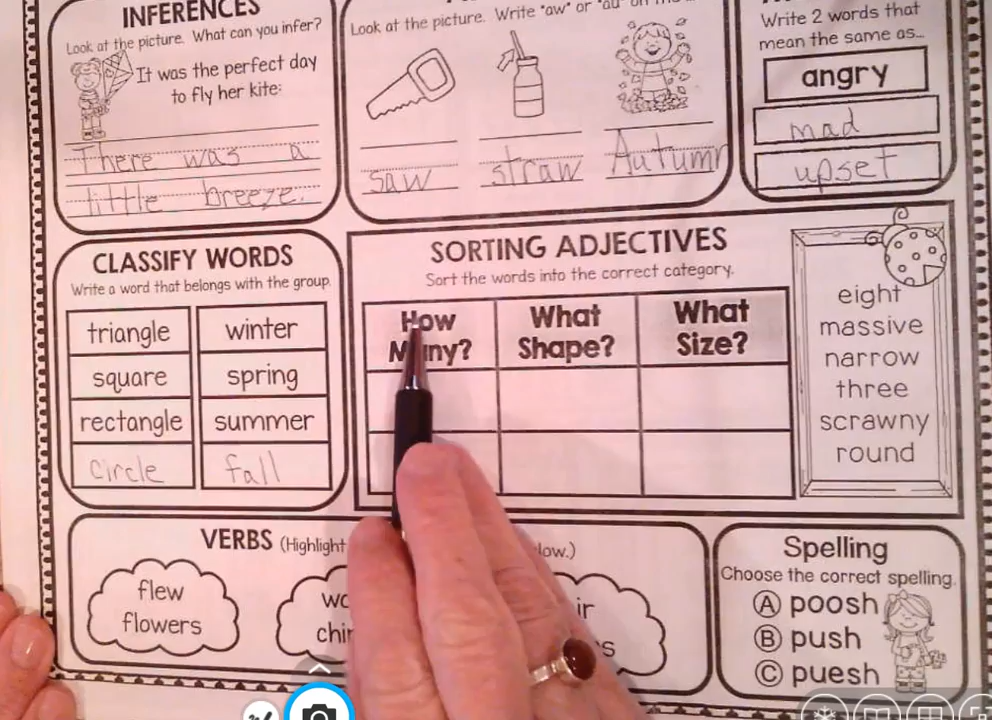 INFERENCES
Look at the picture. What can you infer?
It was the perfect day
to fly her kite:
There was a
little breeze.
Look at the picture. Write "aw" or "au"
saw straw Autumn
Write 2 words that
mean the same as...
angry
mad
upset
CLASSIFY WORDS
Write a word that belongs with the group.
triangle winter
square spring
rectangle summer
circle fall
SORTING ADJECTIVES
Sort the words into the correct category.
How Many? What Shape? What Size?
eight
massive
narrow
three
scrawny
round
VERBS (Highlight
low.)
flew
flowers
Spelling
Choose the correct spelling.
A poosh
B push
C puesh